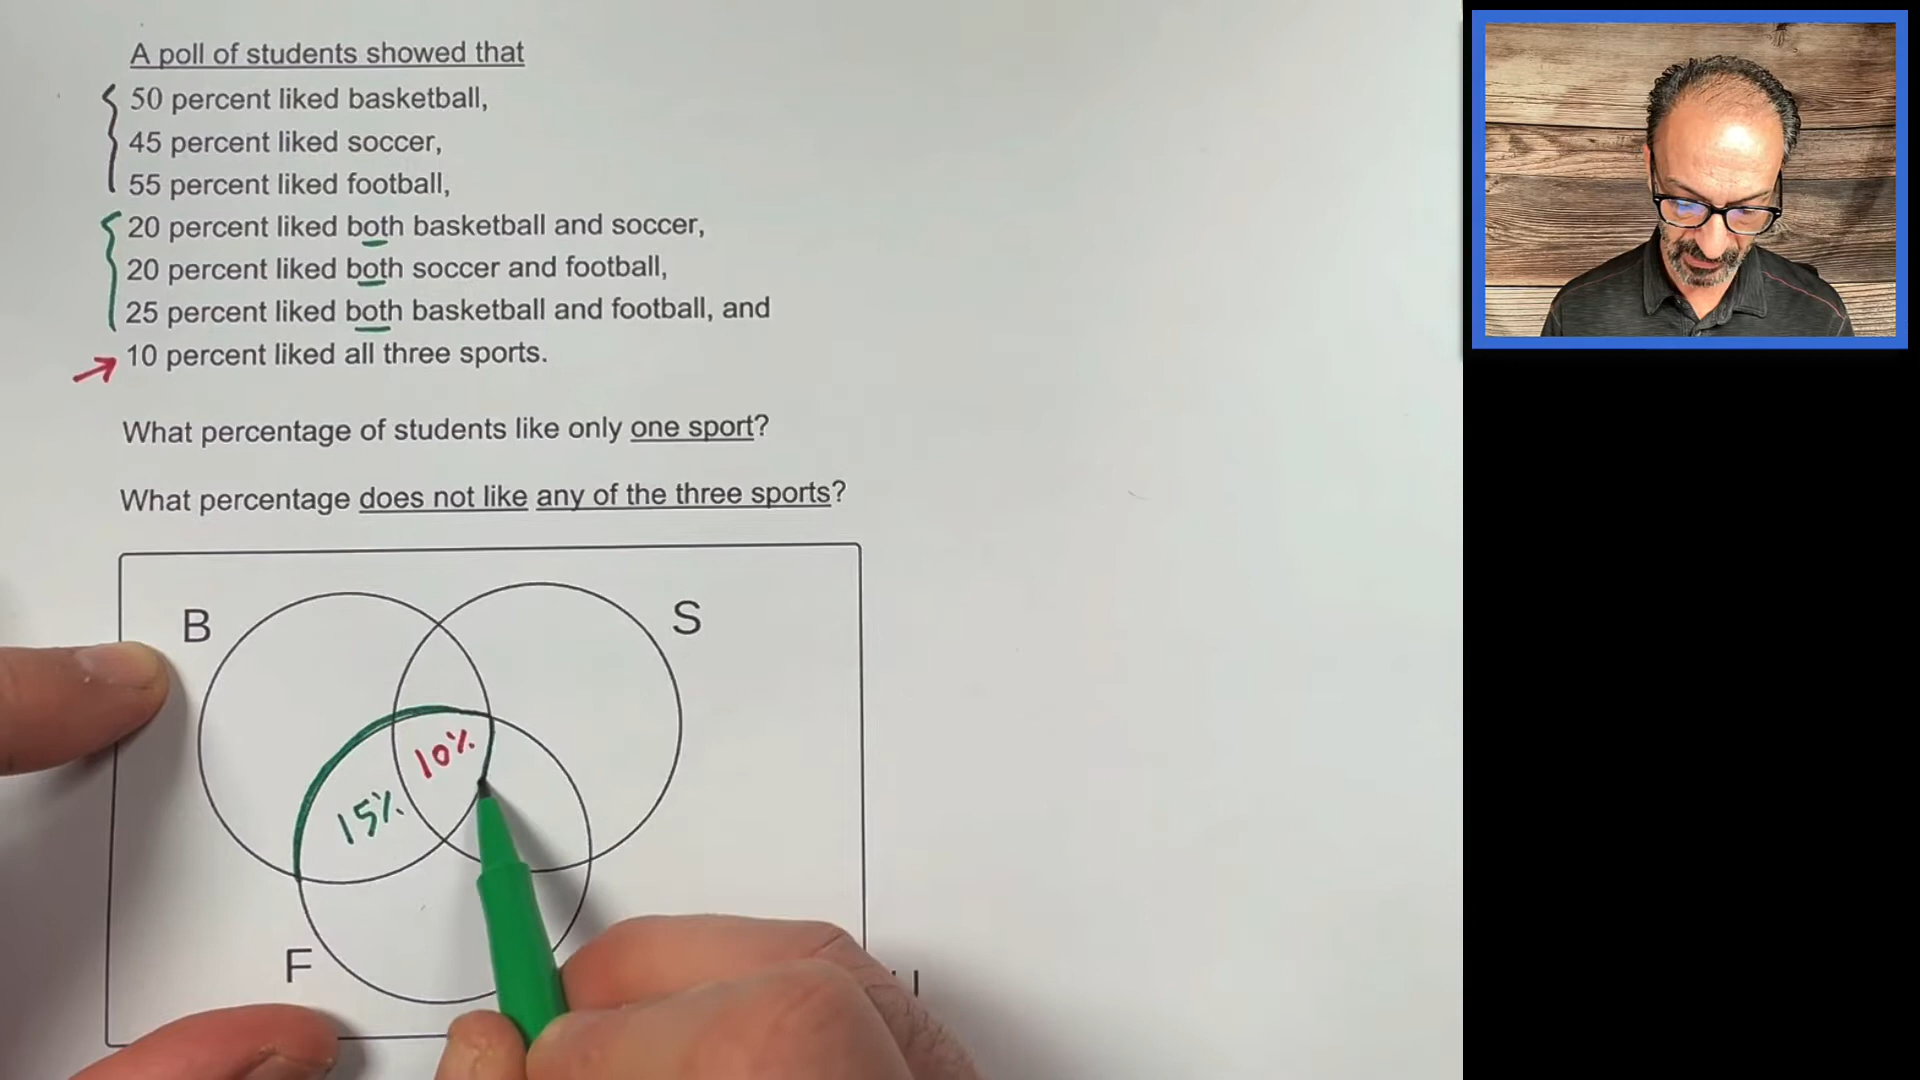 A poll of students showed that
50 percent liked basketball,
45 percent liked soccer,
55 percent liked football,
20 percent liked both basketball and soccer,
20 percent liked both soccer and football,
25 percent liked both basketball and football, and
10 percent liked all three sports.
What percentage of students like only one sport?
What percentage does not like any of the three sports?
B
S
10%
15%
F